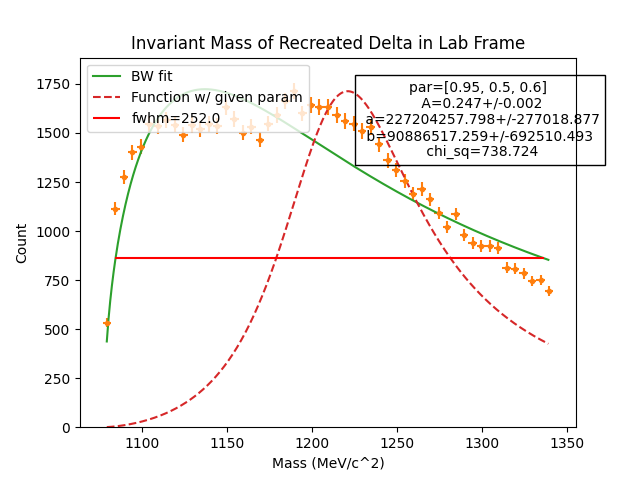 Invariant Mass of Recreated Delta in Lab Frame
BW fit
Function w/ given param
fwhm=252.0
par=[0.95, 0.5, 0.6]
A=0.247+/-0.002
a=227204257.798+/-277018.877
b=90886517.259+/-692510.493
chi_sq=738.724
Count
1750
1500
1250
1000
750
500
250
0
1100
1150
1200
1250
1300
1350
Mass (MeV/c^2)